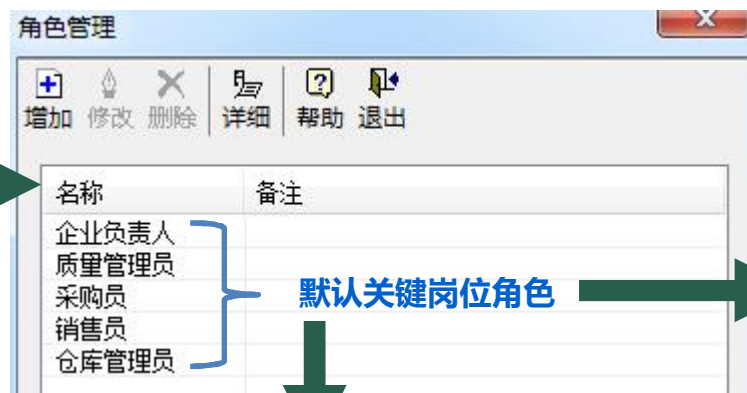 角色管理
增加 修改 删除 详细 帮助 退出
名称 备注
企业负责人
质量管理员
采购员
默认关键岗位角色
销售员
仓库管理员